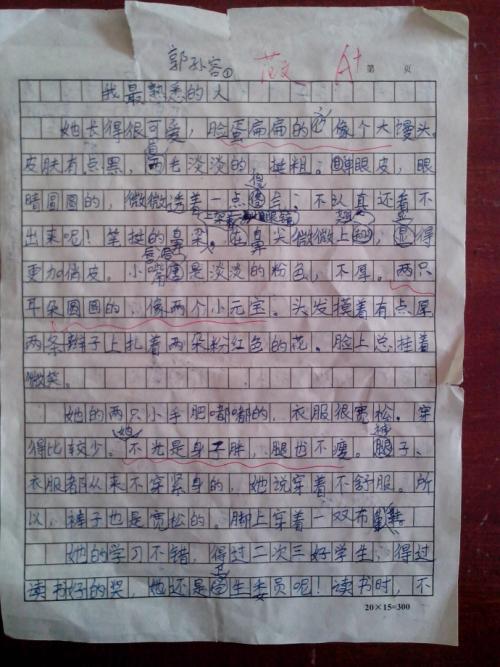 郭孙容① 范文 A+ 第 页
我最熟悉的人
她长得很可爱,脸蛋扁扁的,像个大馒头。
皮肤有点黑,眉毛淡淡的,挺粗。单眼皮,眼
睛圆圆的,微微透着一点橙色;不认真还看不
出来呢!笔挺的鼻梁。在鼻尖微微上翘,显得
更加俏皮。小嘴唇是淡淡的粉色,不厚。两只
耳朵圆圆的,像两个小元宝。头发摸着有点厚
两条辫子上扎着两朵粉红色的花。脸上总挂着
微笑。
她的两只小手肥嘟嘟的,衣服很宽松。穿
得比较少。她不光是身子胖,腿也不瘦。裤子、
衣服都从来不穿紧身的,她说穿着不舒服。所
以,裤子也是宽松的,脚上穿着一双布鞋。
她的学习不错,得过二次三好学生,得过
读书好的奖,她还是卫生委员呢!读书时,不
20×15=300